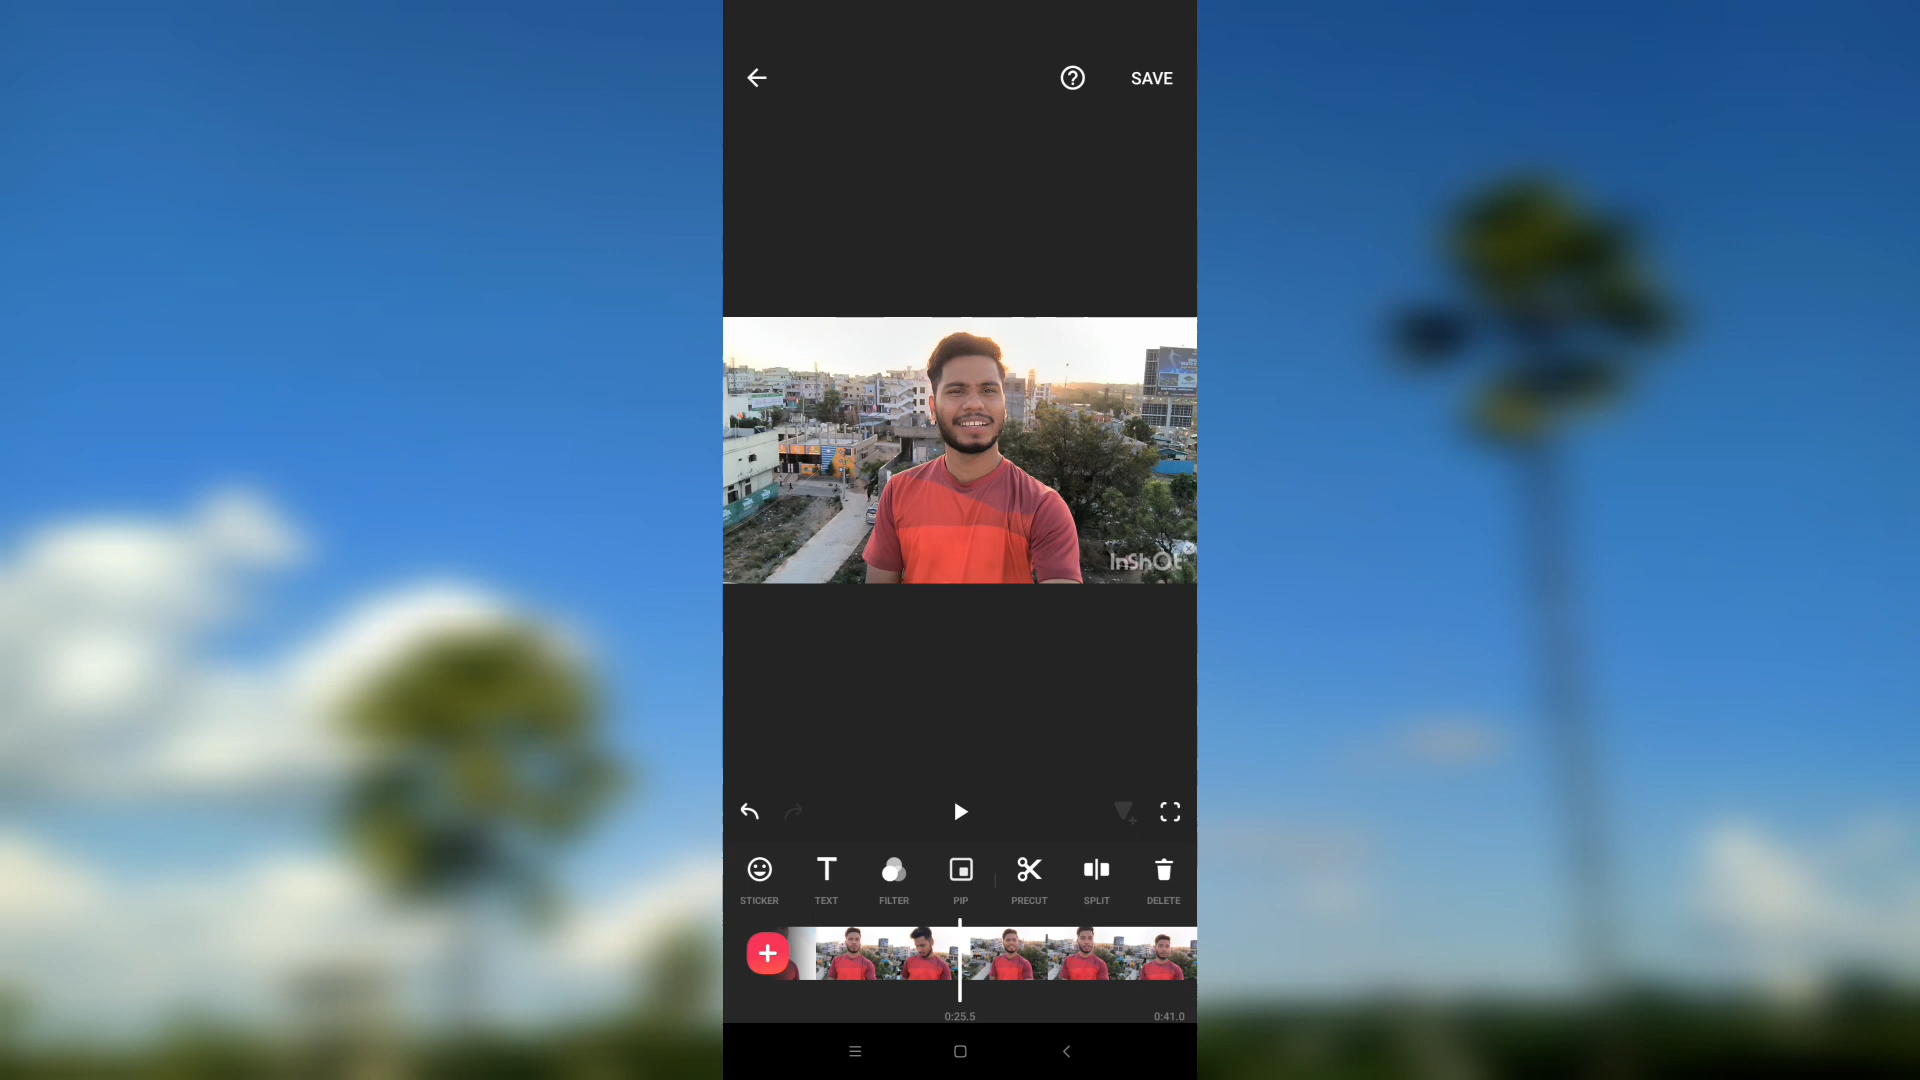 SAVE
InShOt
STICKER TEXT FILTER PIP PRECUT SPLIT DELETE
0:25.5 0:41.0